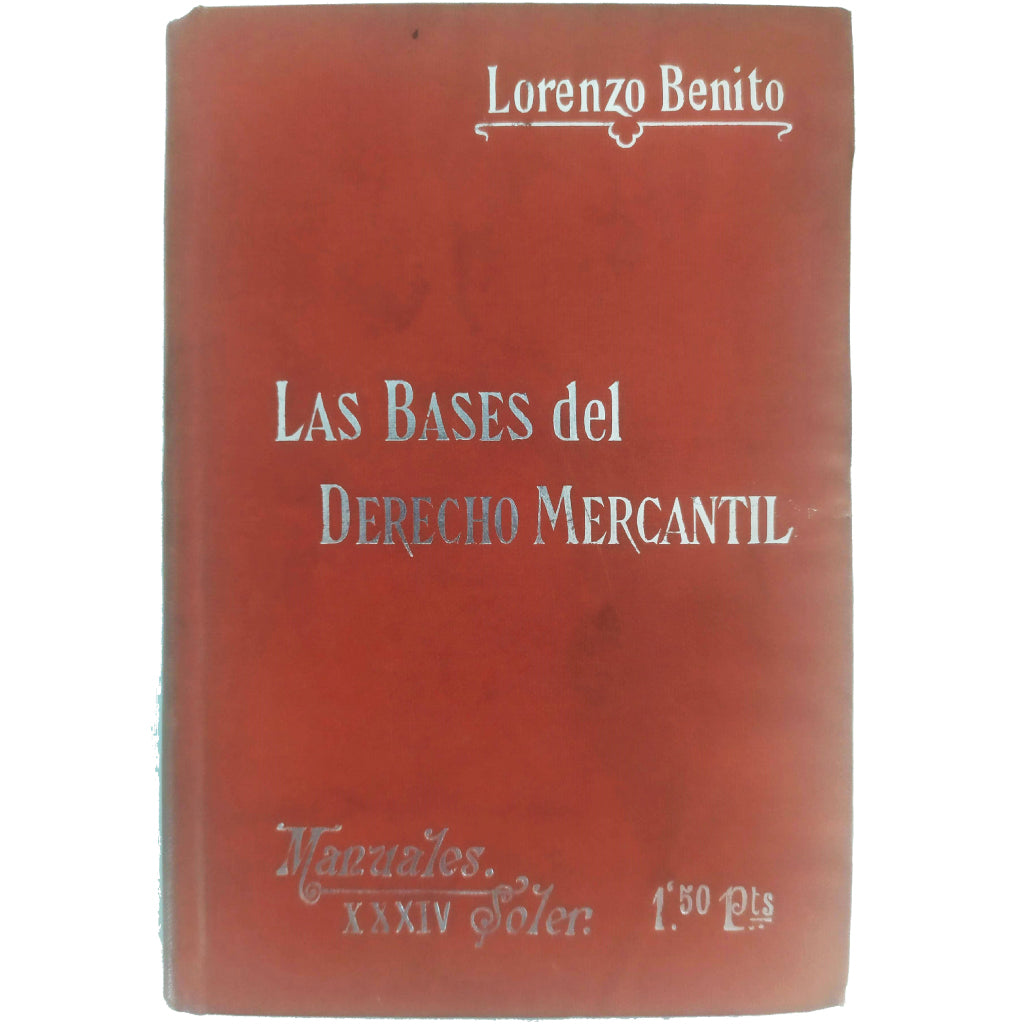 Lorenzo Benito
LAS BASES del
DERECHO MERCANTIL
Manuales.
XXXIV Soler.
1.'50 Pts